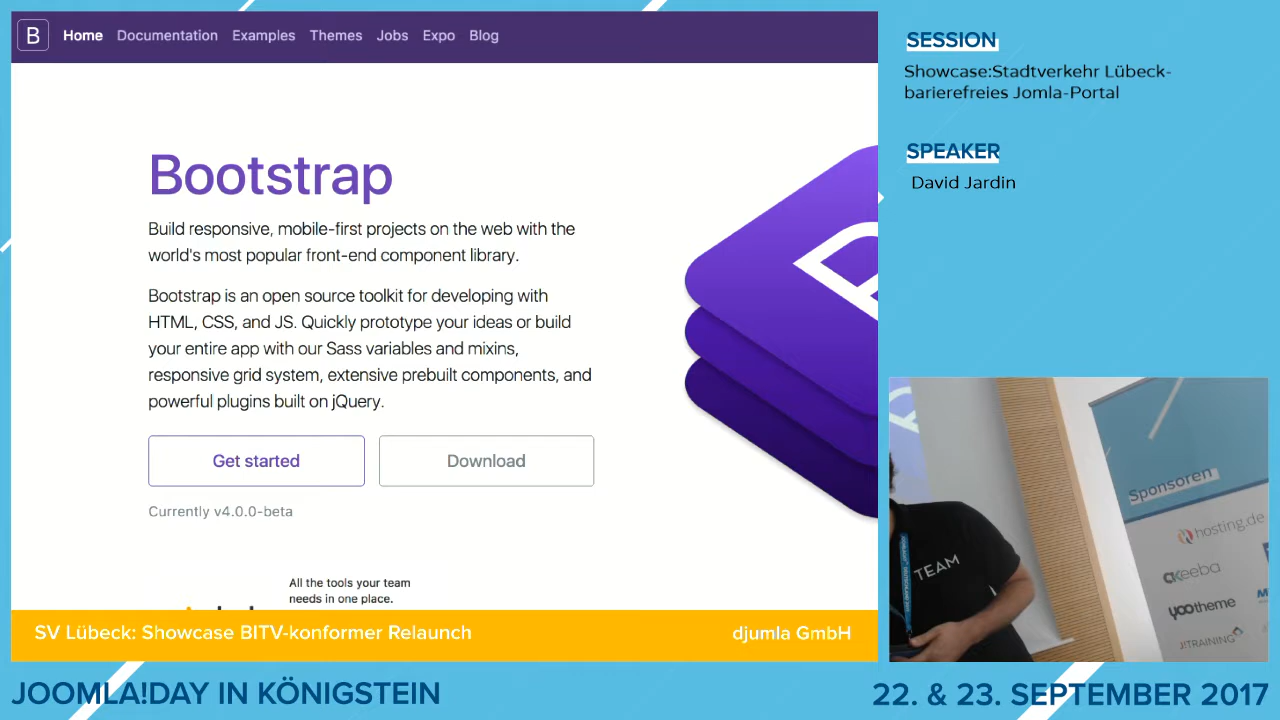 B Home Documentation Examples Themes Jobs Expo Blog
Bootstrap
Build responsive, mobile-first projects on the web with the
world's most popular front-end component library.
Bootstrap is an open source toolkit for developing with
HTML, CSS, and JS. Quickly prototype your ideas or build
your entire app with our Sass variables and mixins,
responsive grid system, extensive prebuilt components, and
powerful plugins built on jQuery.
Get started
Download
Currently v4.0.0-beta
All the tools your team
needs in one place.
SV Lübeck: Showcase BITV-konformer Relaunch
djumla GmbH
SESSION
Showcase:Stadtverkehr Lübeck-
barierefreies Jomla-Portal
SPEAKER
David Jardin
TEAM
Sponsoren
hosting.de
akeeba
yootheme
J!TRAINING
JOOMLA!DAY IN KÖNIGSTEIN
22. & 23. SEPTEMBER 2017